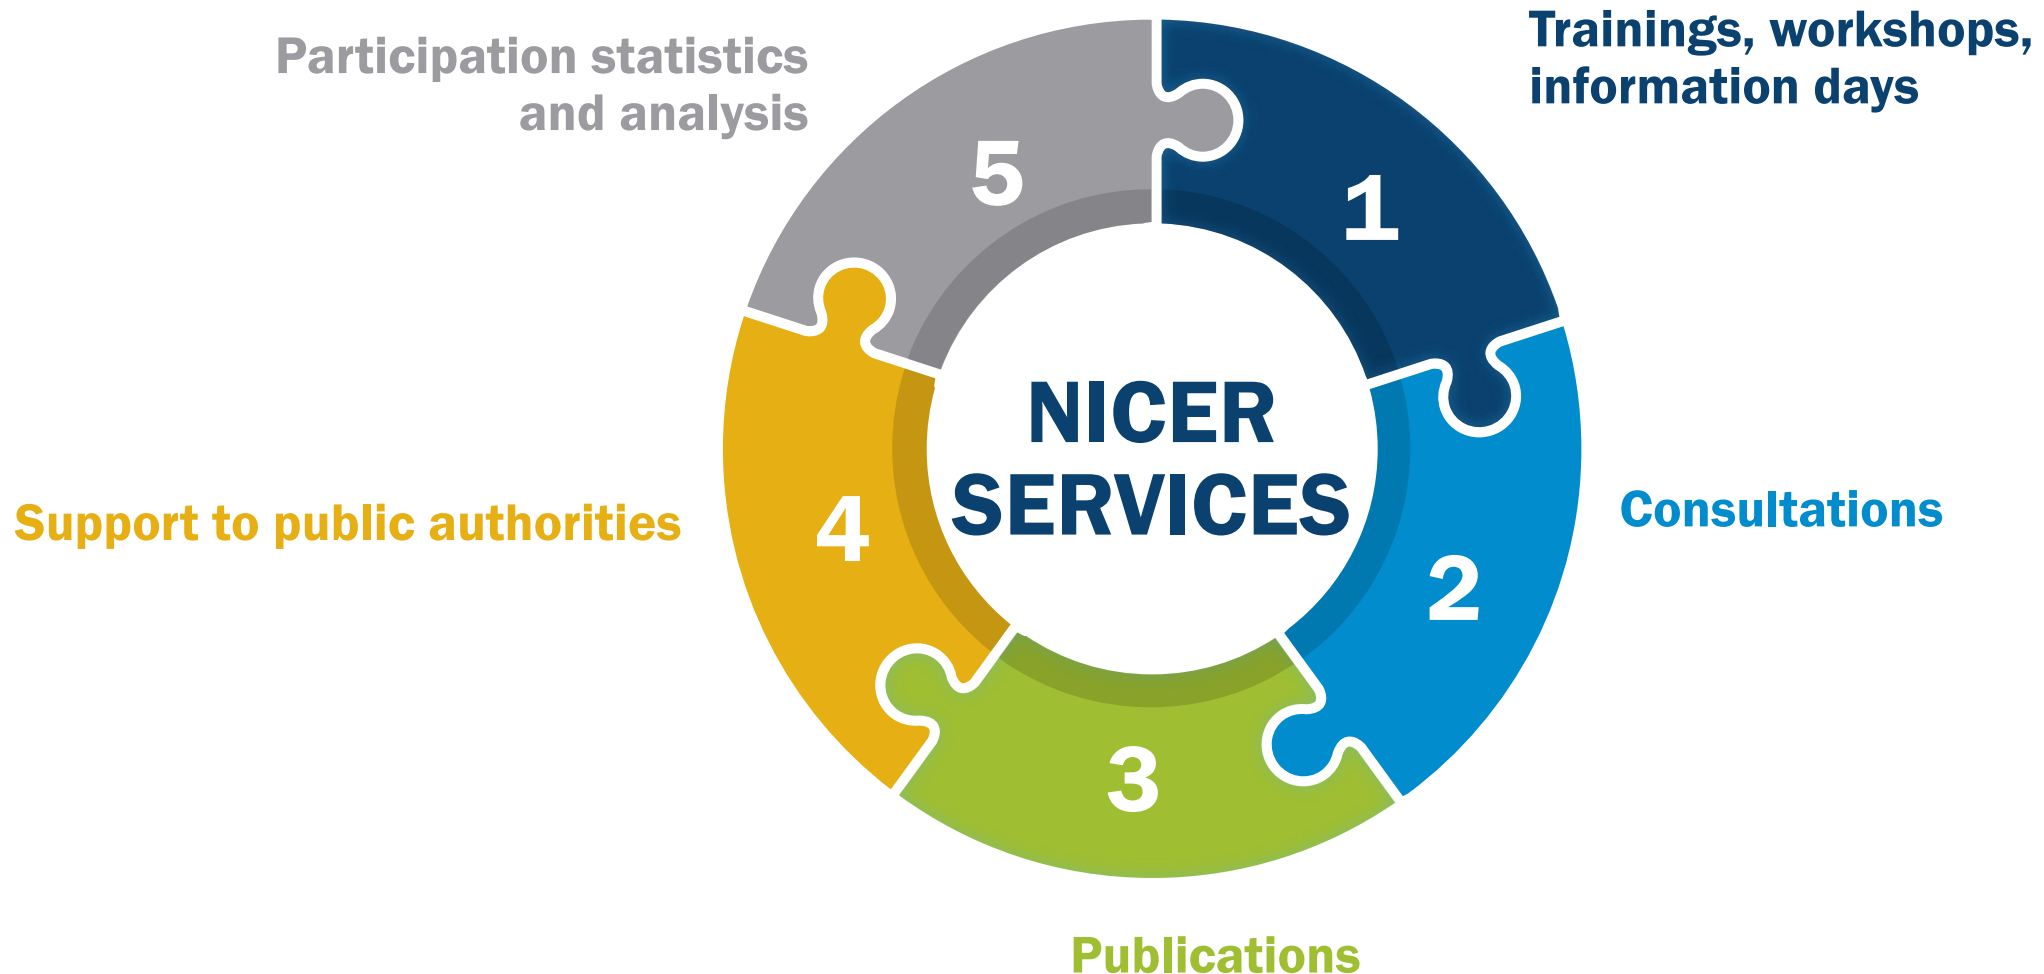 NICER
SERVICES
1
Trainings, workshops,
information days
2
Consultations
3
Publications
4
Support to public authorities
5
Participation statistics
and analysis